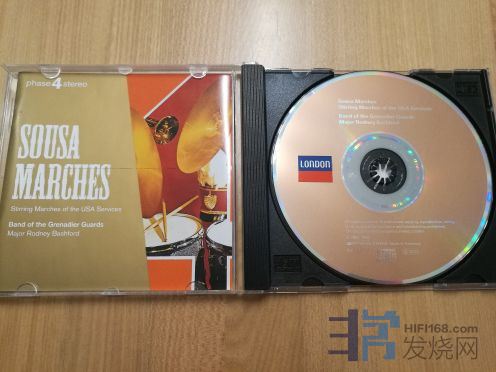 phase 4 stereo
SOUSA
MARCHES
Stirring Marches of the USA Services
Band of the Grenadier Guards
Major Rodney Bashford
Sousa Marches
Stirring Marches of the USA Services
Band of the Grenadier Guards
Major Rodney Bashford
LONDON
HIFI168.com
发烧网